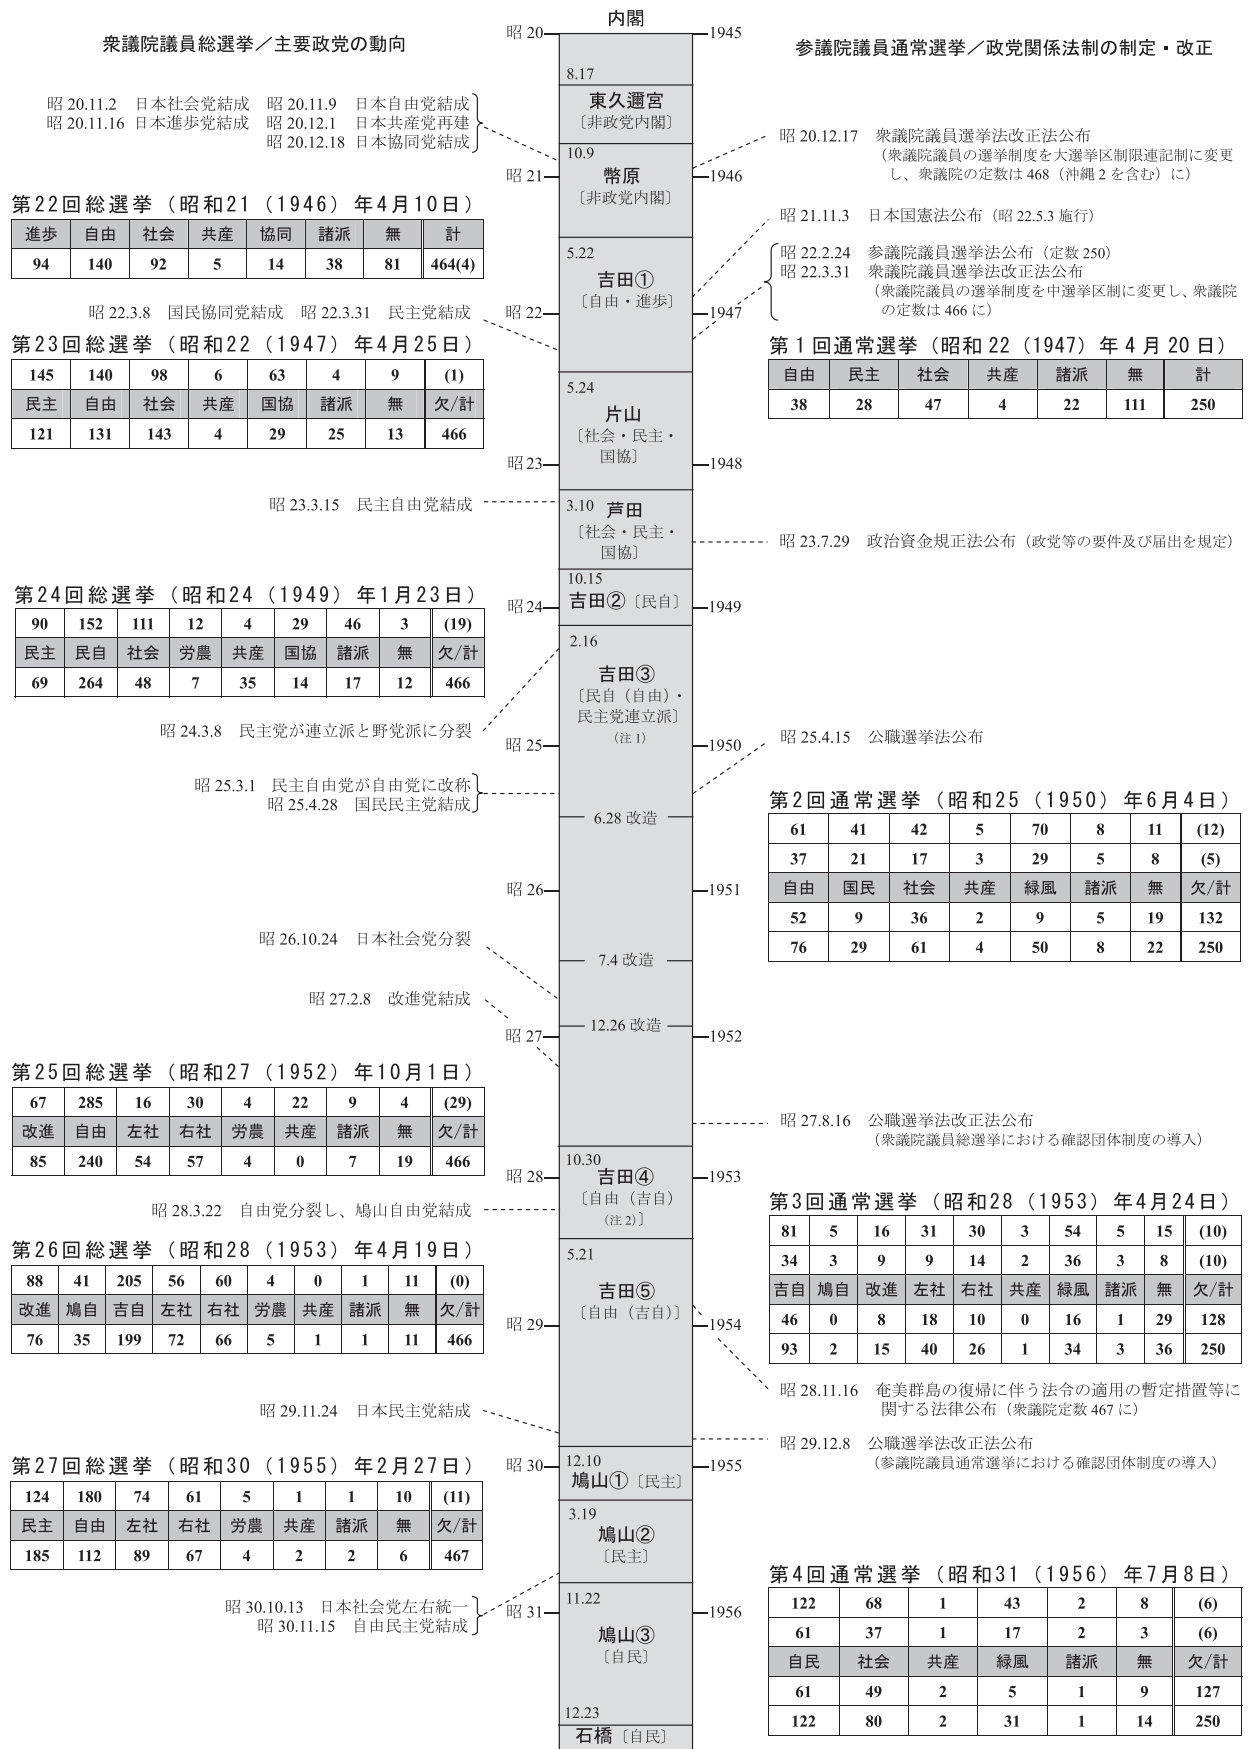 衆議院議員総選挙／主要政党の動向
昭 20.11.2 日本社会党結成 昭 20.11.9 日本自由党結成
昭 20.11.16 日本進歩党結成 昭 20.12.1 日本共産党再建
昭 20.12.18 日本協同党結成
第22回総選挙（昭和21（1946）年4月10日）
進歩 自由 社会 共産 協同 諸派 無 計
94 140 92 5 14 38 81 464(4)
昭 22.3.8 国民協同党結成 昭 22.3.31 民主党結成
第23回総選挙（昭和22（1947）年4月25日）
145 140 98 6 63 4 9 (1)
民主 自由 社会 共産 国協 諸派 無 欠/計
121 131 143 4 29 25 13 466
昭 23.3.15 民主自由党結成
第24回総選挙（昭和24（1949）年1月23日）
90 152 111 12 4 29 46 3 (19)
民主 民自 社会 労農 共産 国協 諸派 無 欠/計
69 264 48 7 35 14 17 12 466
昭 24.3.8 民主党が連立派と野党派に分裂
昭 25.3.1 民主自由党が自由党に改称
昭 25.4.28 国民民主党結成
昭 26.10.24 日本社会党分裂
昭 27.2.8 改進党結成
第25回総選挙（昭和27（1952）年10月1日）
67 285 16 30 4 22 9 4 (29)
改進 自由 左社 右社 労農 共産 諸派 無 欠/計
85 240 54 57 4 0 7 19 466
昭 28.3.22 自由党分裂し、鳩山自由党結成
第26回総選挙（昭和28（1953）年4月19日）
88 41 205 56 60 4 0 1 11 (0)
改進 鳩自 吉自 左社 右社 労農 共産 諸派 無 欠/計
76 35 199 72 66 5 1 1 11 466
昭 29.11.24 日本民主党結成
第27回総選挙（昭和30（1955）年2月27日）
124 180 74 61 5 1 1 10 (11)
民主 自由 左社 右社 労農 共産 諸派 無 欠/計
185 112 89 67 4 2 2 6 467
昭 30.10.13 日本社会党左右統一
昭 30.11.15 自由民主党結成
内閣
昭 20 1945
8.17
東久邇宮
〔非政党内閣〕
10.9
昭 21 幣原 1946
〔非政党内閣〕
5.22
吉田①
〔自由・進歩〕
昭 22 1947
5.24
片山
〔社会・民主・
国協〕
昭 23 1948
3.10 芦田
〔社会・民主・
国協〕
10.15
昭 24 吉田②〔民自〕 1949
2.16
吉田③
〔民自（自由）・
民主党連立派〕
（注 1）
昭 25 1950
6.28 改造
昭 26 1951
7.4 改造
12.26 改造
昭 27 1952
10.30
昭 28 吉田④ 1953
〔自由（吉自）
（注 2）〕
5.21
吉田⑤
〔自由（吉自）〕
昭 29 1954
12.10
昭 30 1955
鳩山①〔民主〕
3.19
鳩山②
〔民主〕
11.22
昭 31 1956
鳩山③
〔自民〕
12.23
石橋〔自民〕
参議院議員通常選挙／政党関係法制の制定・改正
昭 20.12.17 衆議院議員選挙法改正法公布
（衆議院議員の選挙制度を大選挙区制限連記制に変更
し、衆議院の定数は 468（沖縄 2 を含む）に）
昭 21.11.3 日本国憲法公布（昭 22.5.3 施行）
昭 22.2.24 参議院議員選挙法公布（定数 250）
昭 22.3.31 衆議院議員選挙法改正法公布
（衆議院議員の選挙制度を中選挙区制に変更し、衆議院
の定数は 466 に）
第1回通常選挙（昭和22（1947）年4月20日）
自由 民主 社会 共産 諸派 無 計
38 28 47 4 22 111 250
昭 23.7.29 政治資金規正法公布（政党等の要件及び届出を規定）
昭 25.4.15 公職選挙法公布
第2回通常選挙（昭和25（1950）年6月4日）
61 41 42 5 70 8 11 (12)
37 21 17 3 29 5 8 (5)
自由 国民 社会 共産 緑風 諸派 無 欠/計
52 9 36 2 9 5 19 132
76 29 61 4 50 8 22 250
昭 27.8.16 公職選挙法改正法公布
（衆議院議員総選挙における確認団体制度の導入）
第3回通常選挙（昭和28（1953）年4月24日）
81 5 16 31 30 3 54 5 15 (10)
34 3 9 9 14 2 36 3 8 (10)
吉自 鳩自 改進 左社 右社 共産 緑風 諸派 無 欠/計
46 0 8 18 10 0 16 1 29 128
93 2 15 40 26 1 34 3 36 250
昭 28.11.16 奄美群島の復帰に伴う法令の適用の暫定措置等に
関する法律公布（衆議院定数 467 に）
昭 29.12.8 公職選挙法改正法公布
（参議院議員通常選挙における確認団体制度の導入）
第4回通常選挙（昭和31（1956）年7月8日）
122 68 1 43 2 8 (6)
61 37 1 17 2 3 (6)
自民 社会 共産 緑風 諸派 無 欠/計
61 49 2 5 1 9 127
122 80 2 31 1 14 250